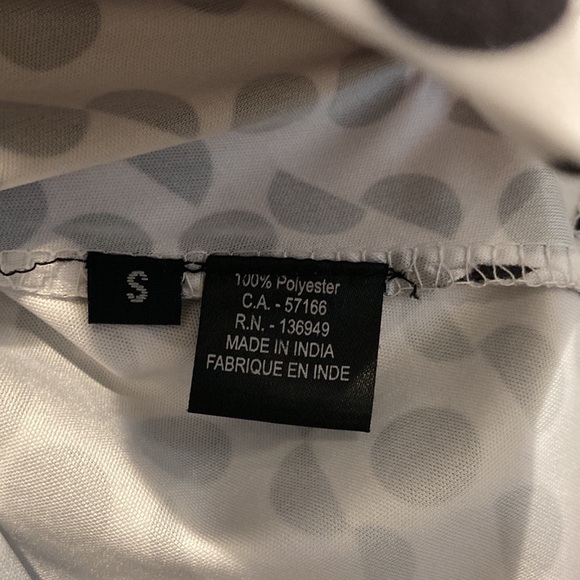 S
100% Polyester
C.A. - 57166
R.N. - 136949
MADE IN INDIA
FABRIQUE EN INDE